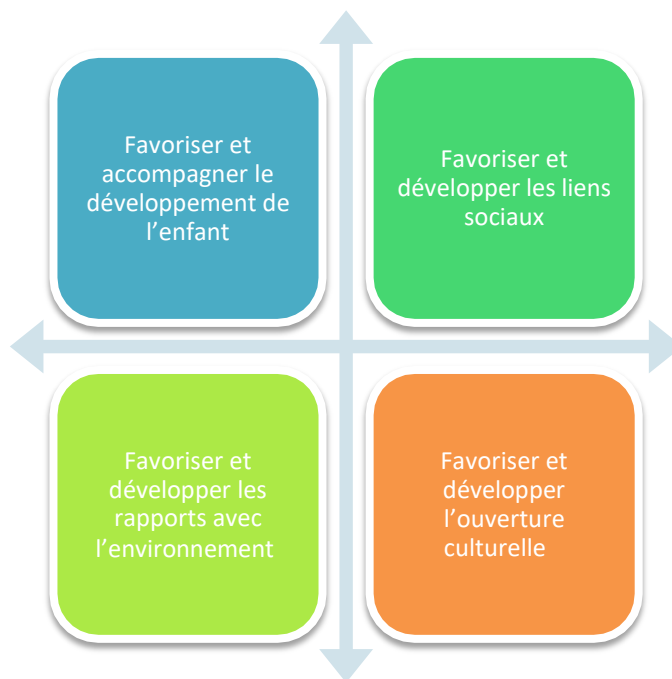 Favoriser et
accompagner le
développement de
l’enfant
Favoriser et
développer les liens
sociaux
Favoriser et
développer les
rapports avec
l’environnement
Favoriser et
développer
l’ouverture
culturelle